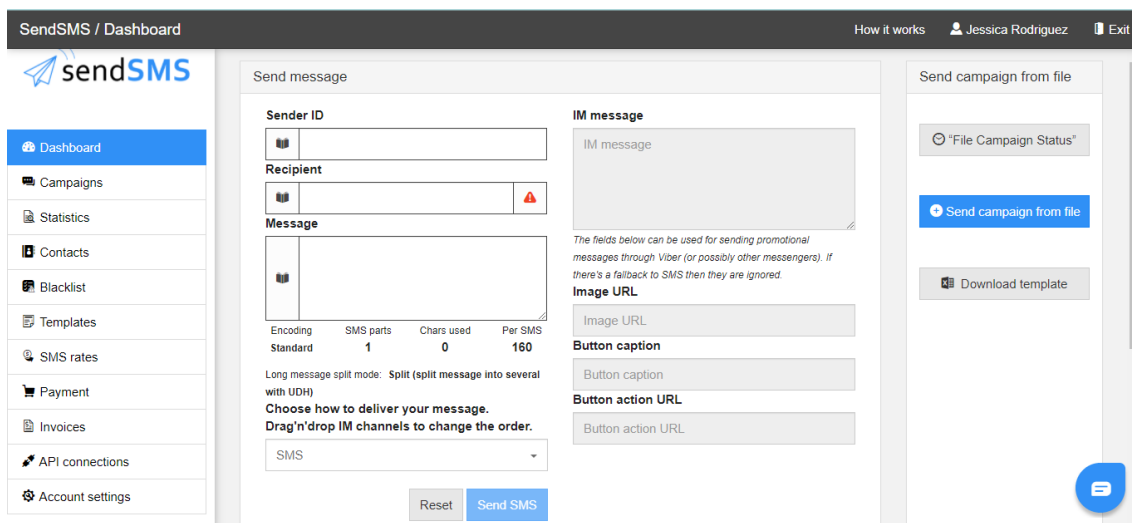 SendSMS / Dashboard
How it works
Jessica Rodriguez
Exit
sendSMS
Dashboard
Campaigns
Statistics
Contacts
Blacklist
Templates
SMS rates
Payment
Invoices
API connections
Account settings
Send message
Sender ID
Recipient
Message
Encoding SMS parts Chars used Per SMS
Standard 1 0 160
Long message split mode: Split (split message into several
with UDH)
Choose how to deliver your message.
Drag'n'drop IM channels to change the order.
SMS
Reset
Send SMS
IM message
IM message
The fields below can be used for sending promotional
messages through Viber (or possibly other messengers). If
there's a fallback to SMS then they are ignored.
Image URL
Image URL
Button caption
Button caption
Button action URL
Button action URL
Send campaign from file
"File Campaign Status"
Send campaign from file
Download template